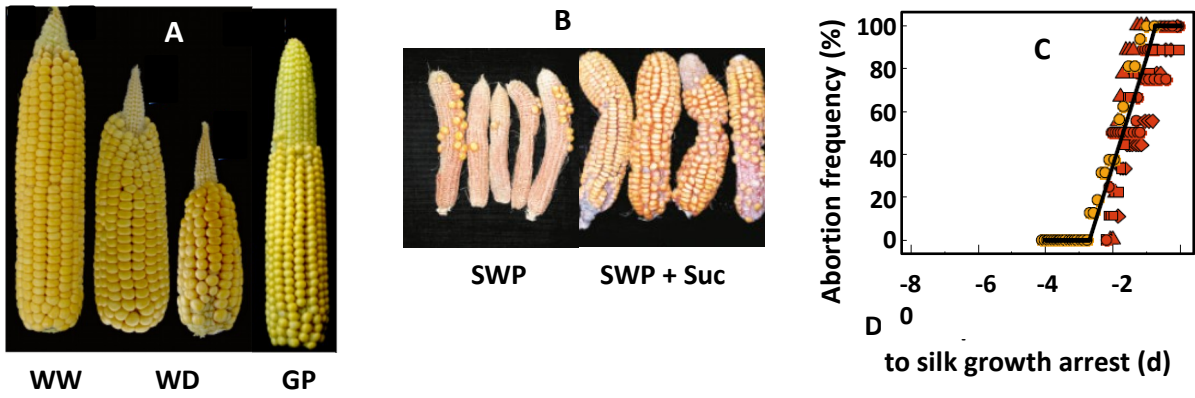 A
WW
WD
GP
B
SWP
SWP + Suc
C
Abortion frequency (%)
100
80
60
40
20
0
-8
-6
-4
-2
D
0
to silk growth arrest (d)